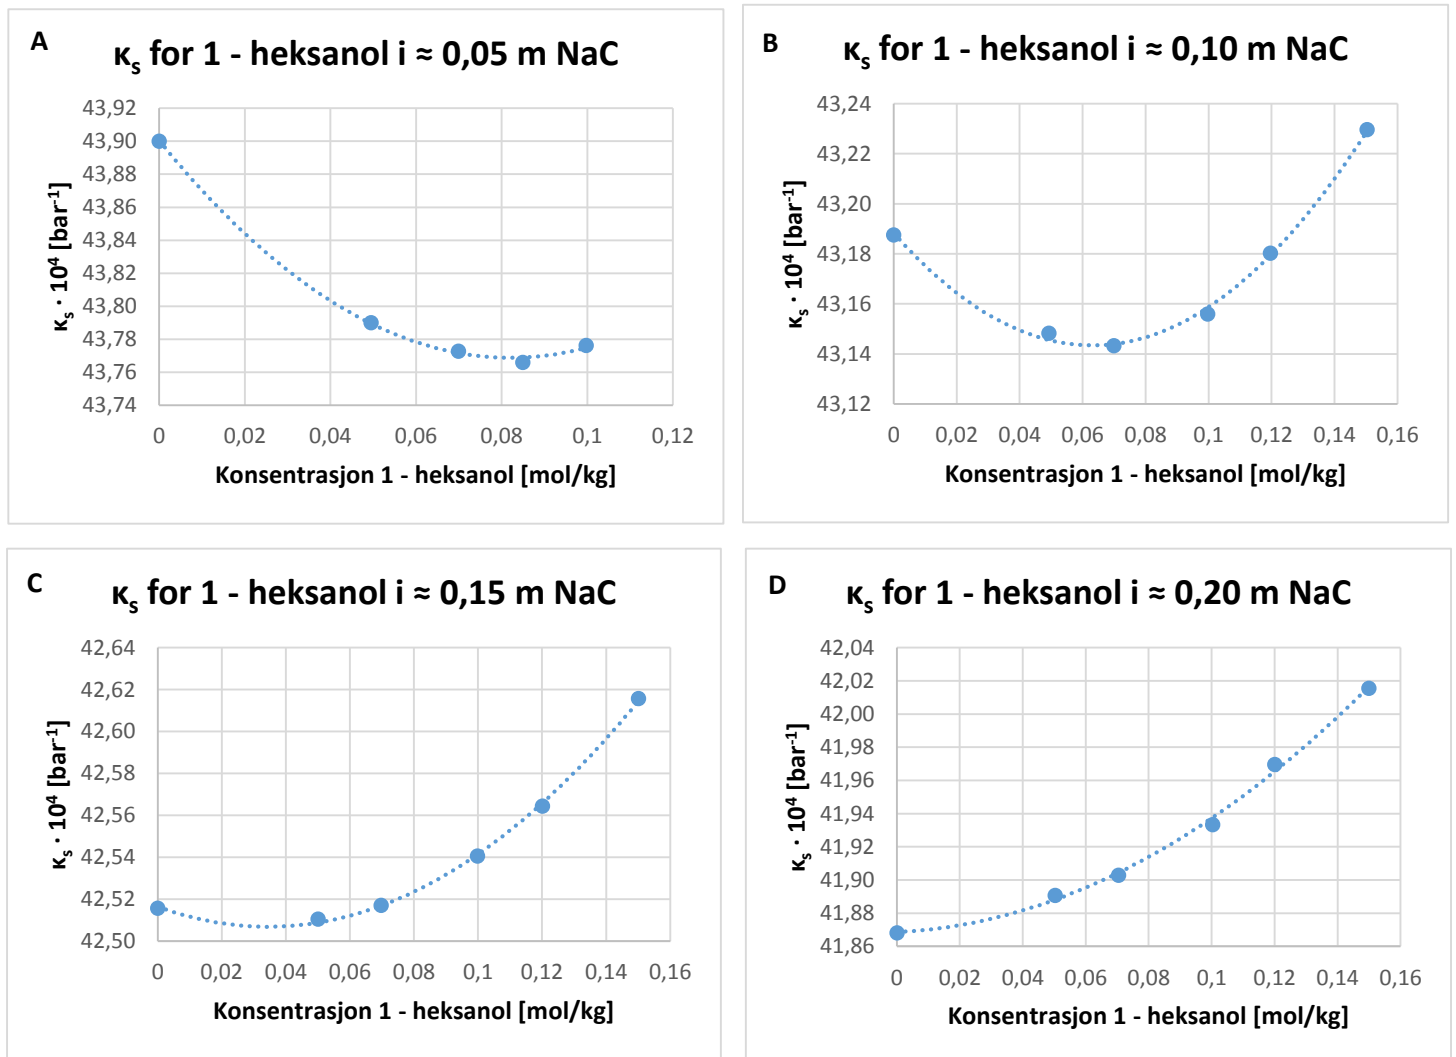 A
κs for 1 - heksanol i ≈ 0,05 m NaC
43,92
43,90
43,88
43,86
43,84
43,82
43,80
43,78
43,76
43,74
κs · 10⁴ [bar⁻¹]
0 0,02 0,04 0,06 0,08 0,1 0,12
Konsentrasjon 1 - heksanol [mol/kg]
B
κs for 1 - heksanol i ≈ 0,10 m NaC
43,24
43,22
43,20
43,18
43,16
43,14
43,12
κs · 10⁴ [bar⁻¹]
0 0,02 0,04 0,06 0,08 0,1 0,12 0,14 0,16
Konsentrasjon 1 - heksanol [mol/kg]
C
κs for 1 - heksanol i ≈ 0,15 m NaC
42,64
42,62
42,60
42,58
42,56
42,54
42,52
42,50
κs · 10⁴ [bar⁻¹]
0 0,02 0,04 0,06 0,08 0,1 0,12 0,14 0,16
Konsentrasjon 1 - heksanol [mol/kg]
D
κs for 1 - heksanol i ≈ 0,20 m NaC
42,04
42,02
42,00
41,98
41,96
41,94
41,92
41,90
41,88
41,86
κs · 10⁴ [bar⁻¹]
0 0,02 0,04 0,06 0,08 0,1 0,12 0,14 0,16
Konsentrasjon 1 - heksanol [mol/kg]